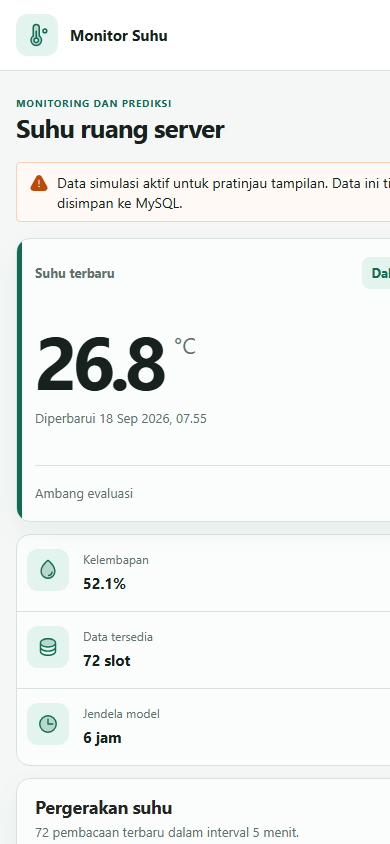 Monitor Suhu
MONITORING DAN PREDIKSI
Suhu ruang server
Data simulasi aktif untuk pratinjau tampilan. Data ini
disimpan ke MySQL.
Suhu terbaru
26.8 °C
Diperbarui 18 Sep 2026, 07.55
Ambang evaluasi
Kelembapan
52.1%
Data tersedia
72 slot
Jendela model
6 jam
Pergerakan suhu
72 pembacaan terbaru dalam interval 5 menit.